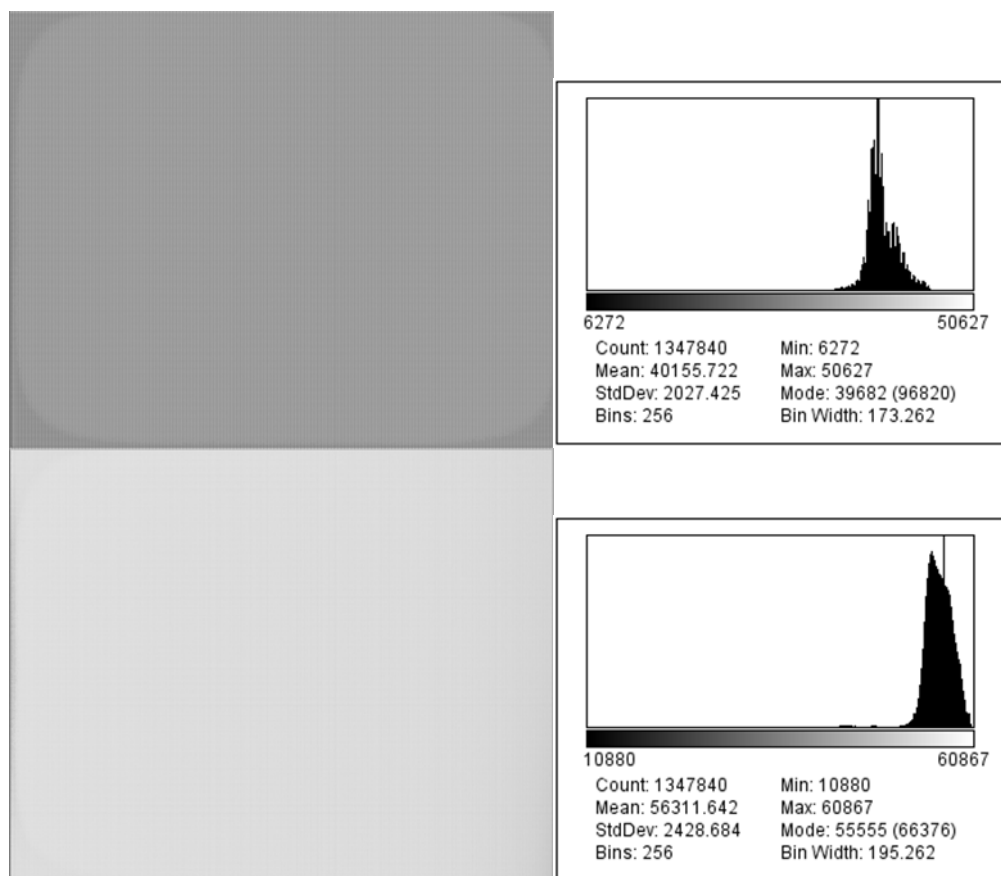 6272 50627
Count: 1347840 Min: 6272
Mean: 40155.722 Max: 50627
StdDev: 2027.425 Mode: 39682 (96820)
Bins: 256 Bin Width: 173.262
10880 60867
Count: 1347840 Min: 10880
Mean: 56311.642 Max: 60867
StdDev: 2428.684 Mode: 55555 (66376)
Bins: 256 Bin Width: 195.262